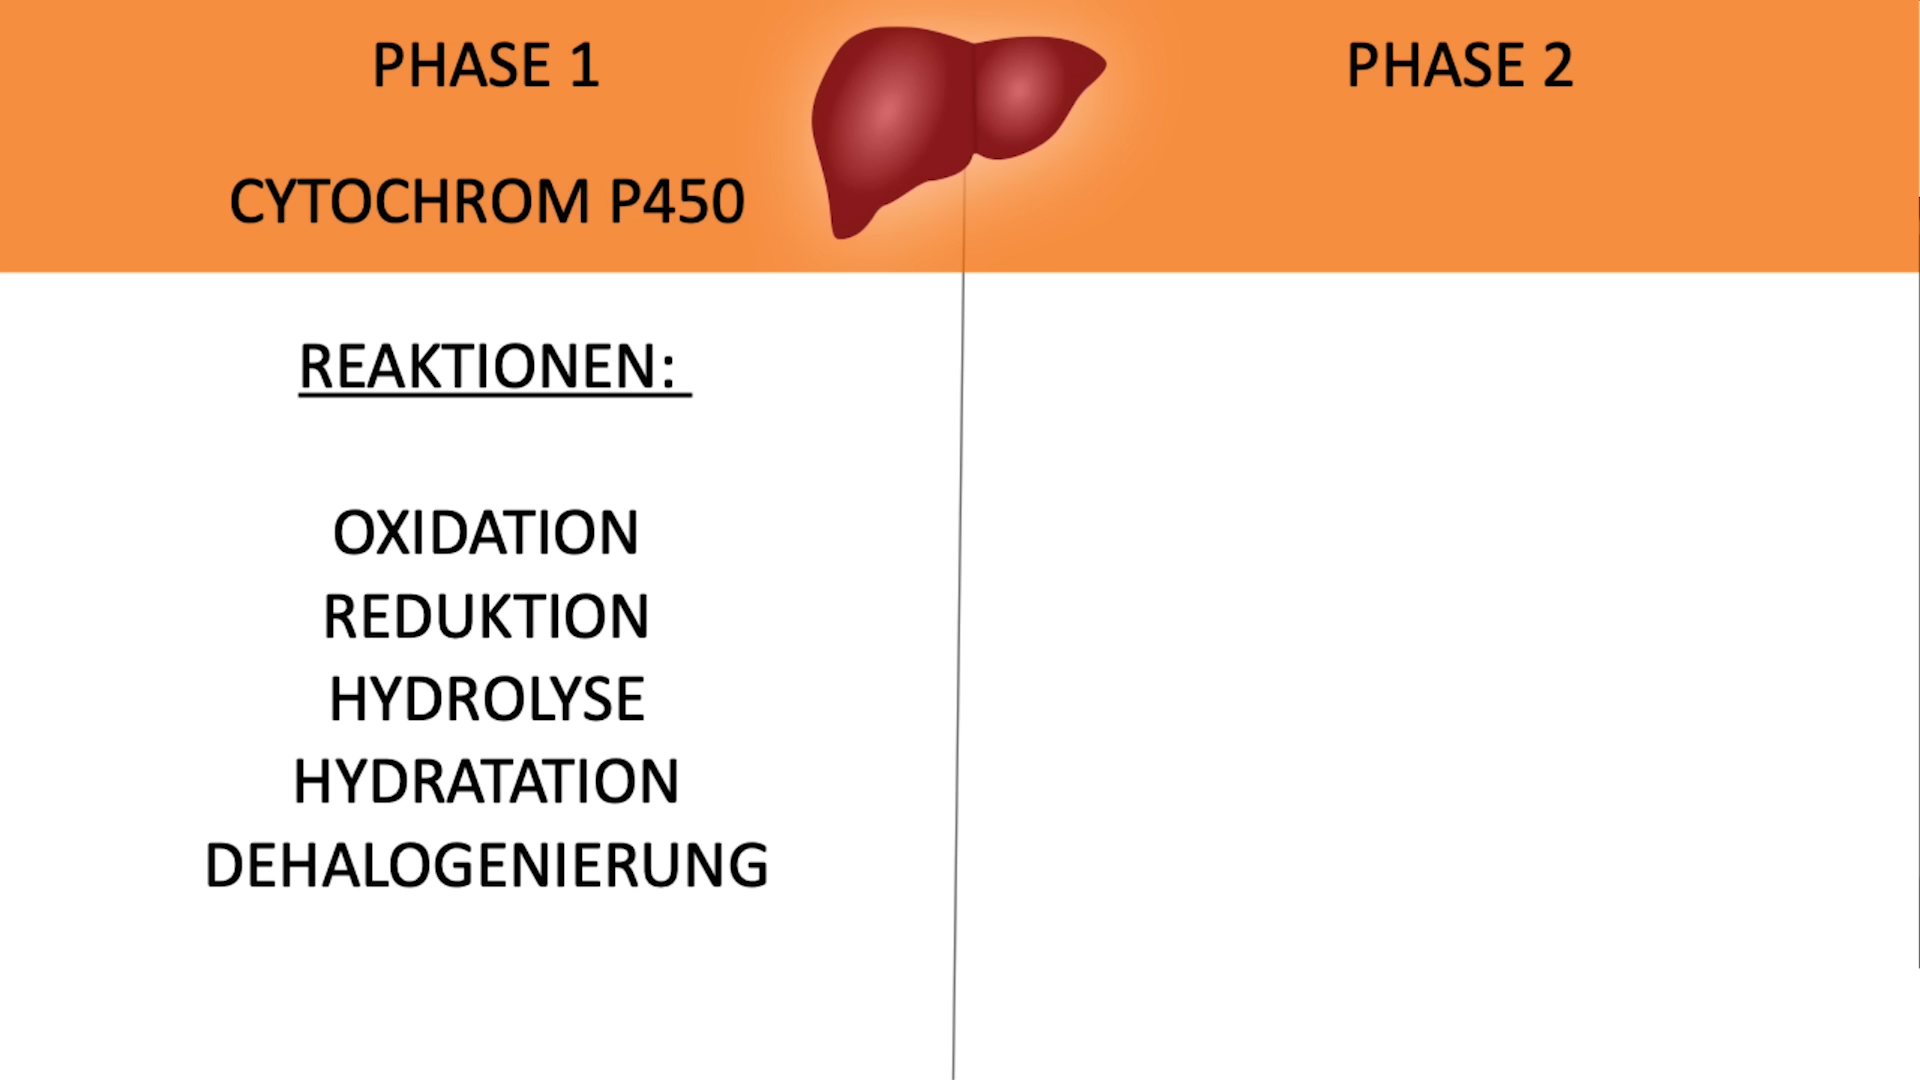 PHASE 1
PHASE 2
CYTOCHROM P450
REAKTIONEN:
OXIDATION
REDUKTION
HYDROLYSE
HYDRATATION
DEHALOGENIERUNG